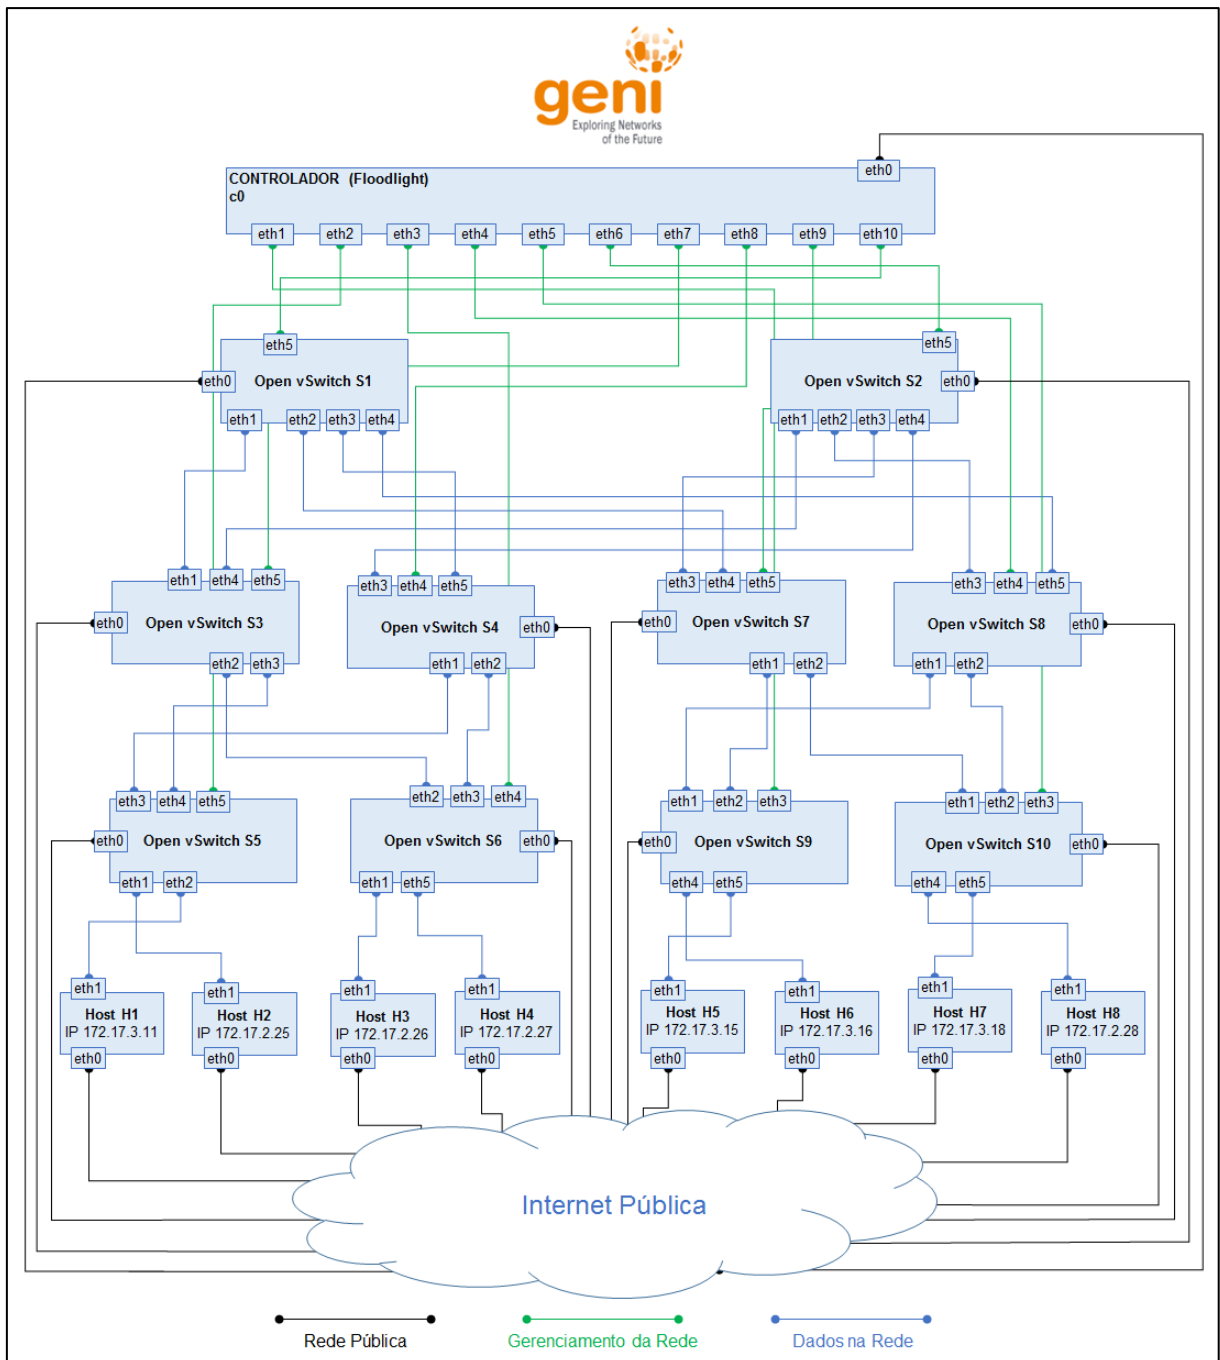 geni
Exploring Networks
of the Future
eth0
CONTROLADOR (Floodlight)
c0
eth1 eth2 eth3 eth4 eth5 eth6 eth7 eth8 eth9 eth10
eth5 eth5
eth0 Open vSwitch S1 Open vSwitch S2 eth0
eth1 eth2 eth3 eth4 eth1 eth2 eth3 eth4
eth1 eth4 eth5 eth3 eth4 eth5 eth3 eth4 eth5 eth3 eth4 eth5
eth0 Open vSwitch S3 Open vSwitch S4 eth0 eth0 Open vSwitch S7 Open vSwitch S8 eth0
eth2 eth3 eth1 eth2 eth1 eth2 eth1 eth2
eth3 eth4 eth5 eth2 eth3 eth4 eth1 eth2 eth3 eth1 eth2 eth3
eth0 Open vSwitch S5 Open vSwitch S6 eth0 eth0 Open vSwitch S9 Open vSwitch S10 eth0
eth1 eth2 eth1 eth5 eth4 eth5 eth4 eth5
eth1 eth1 eth1 eth1 eth1 eth1 eth1 eth1
Host H1 Host H2 Host H3 Host H4 Host H5 Host H6 Host H7 Host H8
IP 172.17.3.11 IP 172.17.2.25 IP 172.17.2.26 IP 172.17.2.27 IP 172.17.3.15 IP 172.17.3.16 IP 172.17.3.18 IP 172.17.2.28
eth0 eth0 eth0 eth0 eth0 eth0 eth0 eth0
Internet Pública
Rede Pública Gerenciamento da Rede Dados na Rede